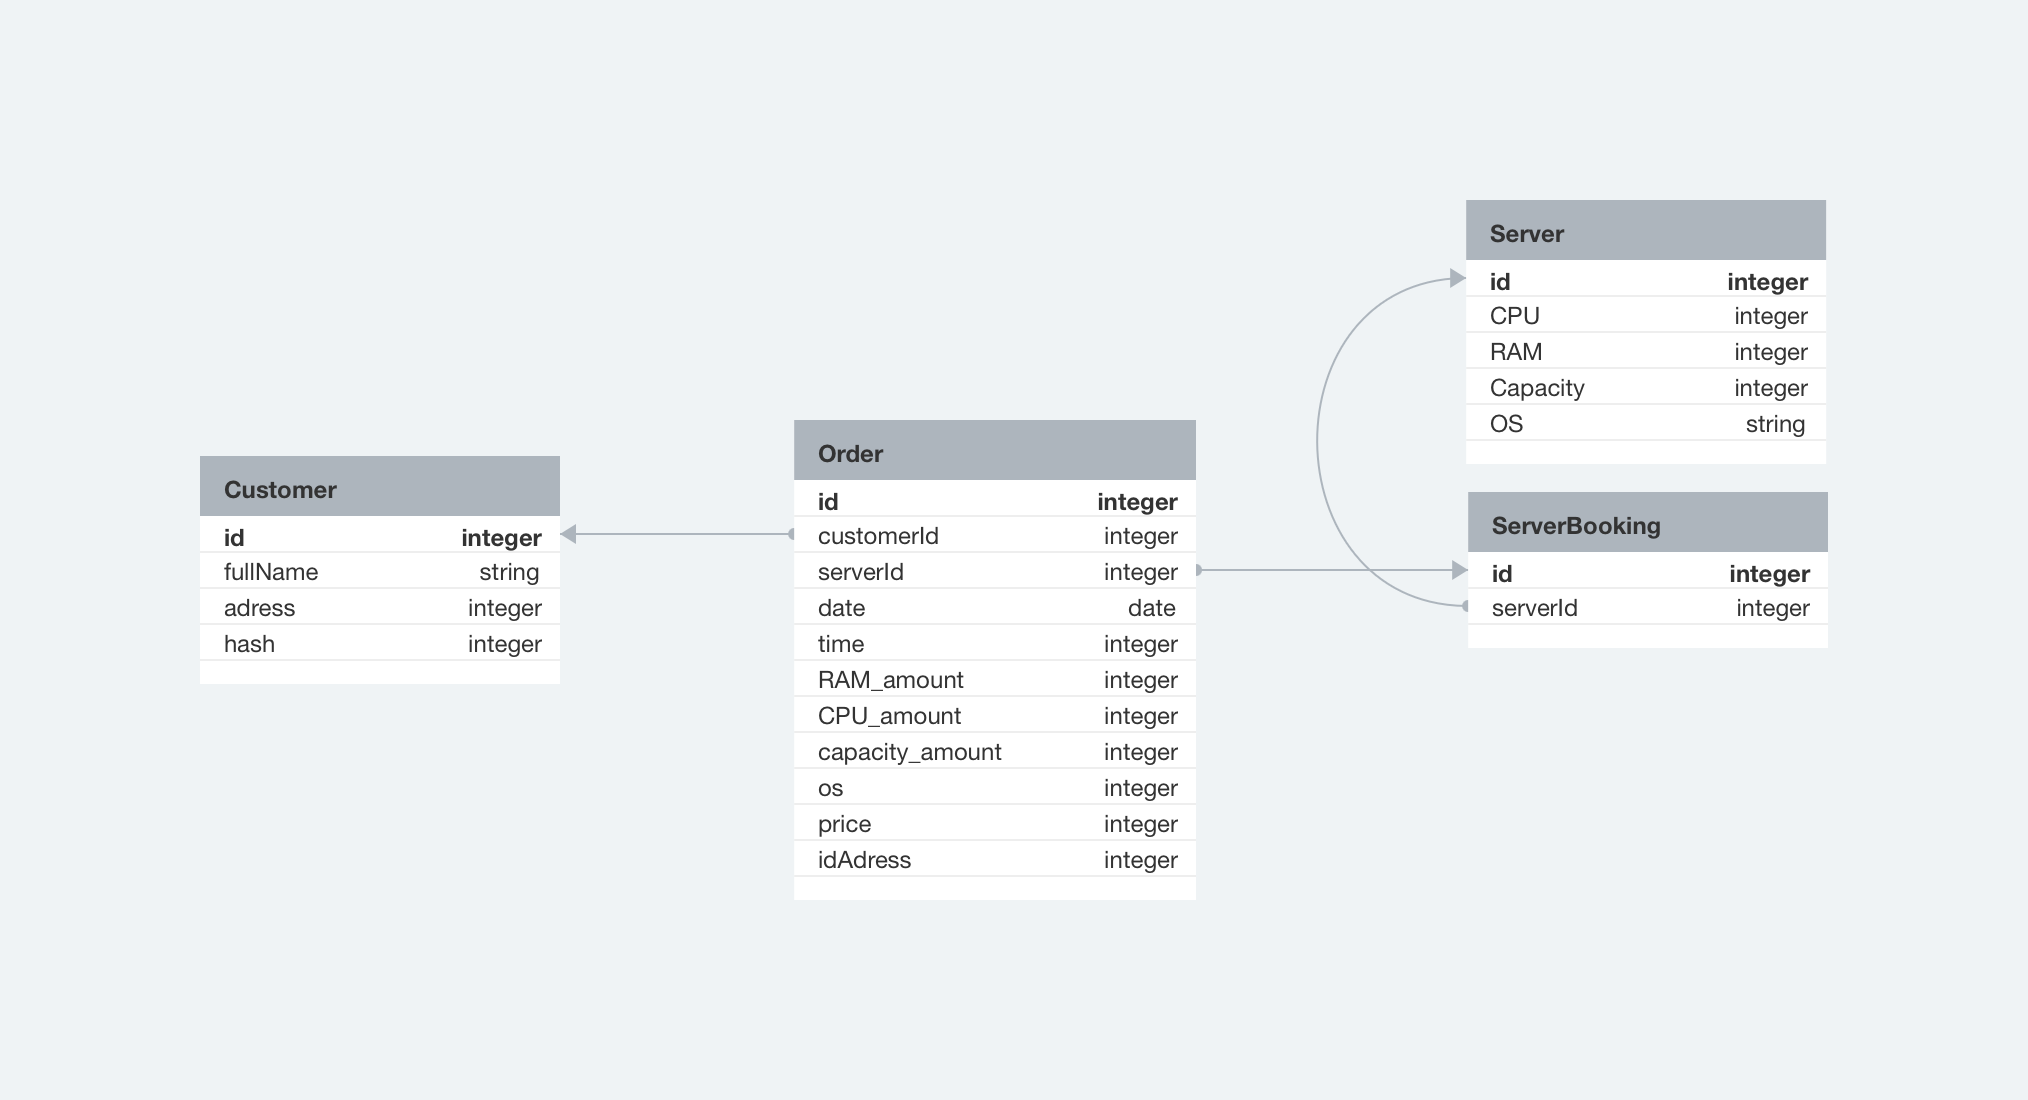 Customer
id integer
fullName string
adress integer
hash integer
Order
id integer
customerId integer
serverId integer
date date
time integer
RAM_amount integer
CPU_amount integer
capacity_amount integer
os integer
price integer
idAdress integer
Server
id integer
CPU integer
RAM integer
Capacity integer
OS string
ServerBooking
id integer
serverId integer